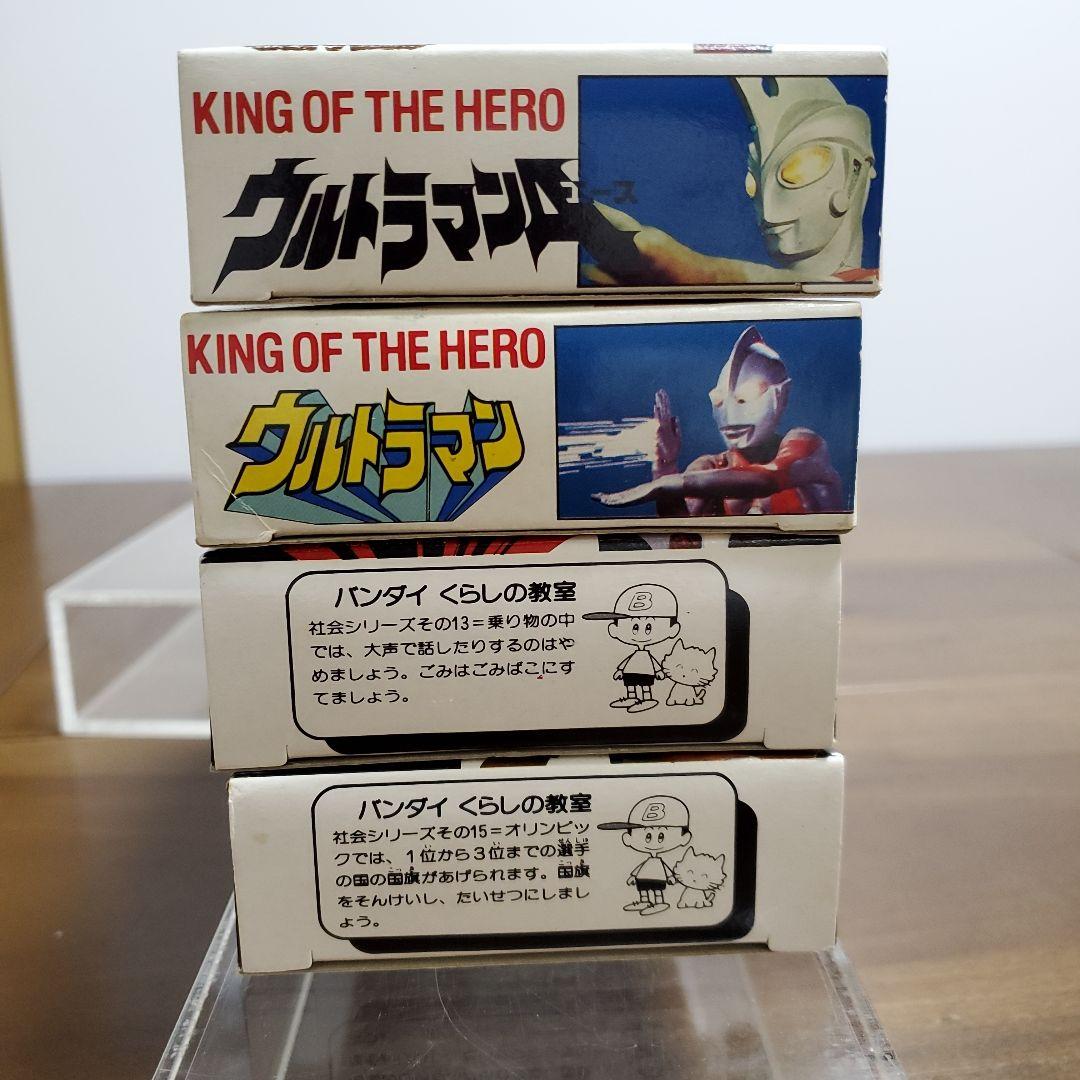 KING OF THE HERO
ウルトラマンA エース
KING OF THE HERO
ウルトラマン
バンダイ くらしの教室
社会シリーズその13=乗り物の中
では、大声で話したりするのはや
めましょう。ごみはごみばこにす
てましょう。
B
バンダイ くらしの教室
社会シリーズその15=オリンピッ
クでは、1位から3位までの選手
の国の国旗があげられます。国旗
をそんけいし、たいせつにしまし
ょう。
B